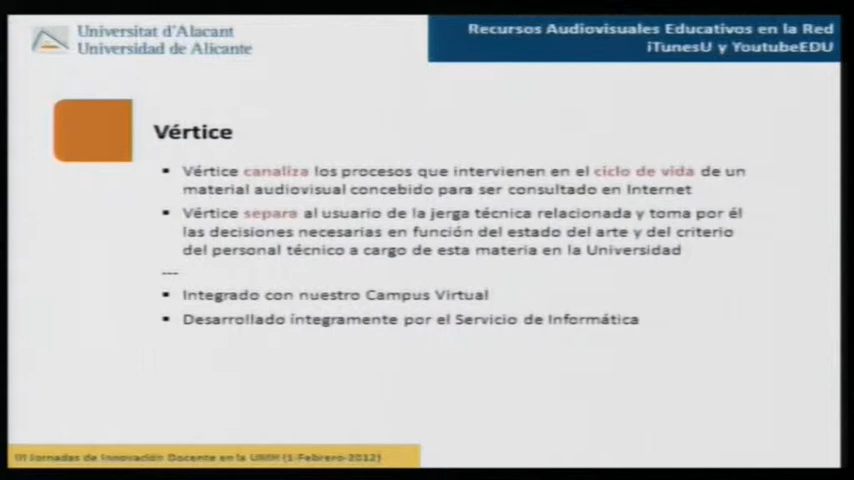 Universitat d'Alacant
Universidad de Alicante
Recursos Audiovisuales Educativos en la Red
iTunesU y YoutubeEDU
Vértice
▪ Vértice canaliza los procesos que intervienen en el ciclo de vida de un
material audiovisual concebido para ser consultado en Internet
▪ Vértice separa al usuario de la jerga técnica relacionada y toma por él
las decisiones necesarias en función del estado del arte y del criterio
del personal técnico a cargo de esta materia en la Universidad
---
▪ Integrado con nuestro Campus Virtual
▪ Desarrollado íntegramente por el Servicio de Informática
III Jornadas de Innovación Docente en la UMH (1-Febrero-2012)